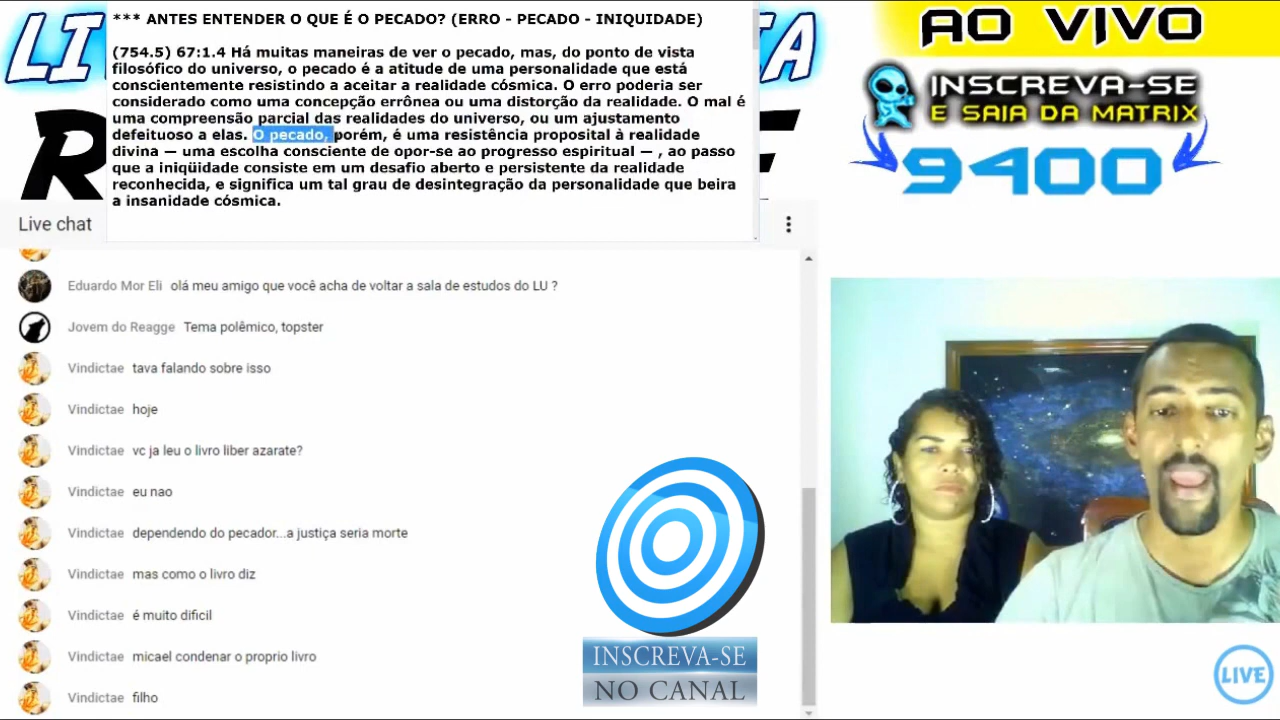 *** ANTES ENTENDER O QUE É O PECADO? (ERRO - PECADO - INIQUIDADE)
(754.5) 67:1.4 Há muitas maneiras de ver o pecado, mas, do ponto de vista
filosófico do universo, o pecado é a atitude de uma personalidade que está
conscientemente resistindo a aceitar a realidade cósmica. O erro poderia ser
considerado como uma concepção errônea ou uma distorção da realidade. O mal é
uma compreensão parcial das realidades do universo, ou um ajustamento
defeituoso a elas. O pecado, porém, é uma resistência proposital à realidade
divina — uma escolha consciente de opor-se ao progresso espiritual — , ao passo
que a iniqüidade consiste em um desafio aberto e persistente da realidade
reconhecida, e significa um tal grau de desintegração da personalidade que beira
a insanidade cósmica.
AO VIVO
INSCREVA-SE
E SAIA DA MATRIX
9400
Live chat
Eduardo Mor Eli olá meu amigo que você acha de voltar a sala de estudos do LU ?
Jovem do Reagge Tema polêmico, topster
Vindictae tava falando sobre isso
Vindictae hoje
Vindictae vc ja leu o livro liber azarate?
Vindictae eu nao
Vindictae dependendo do pecador...a justiça seria morte
Vindictae mas como o livro diz
Vindictae é muito dificil
Vindictae micael condenar o proprio livro
Vindictae filho
INSCREVA-SE
NO CANAL
LIVE